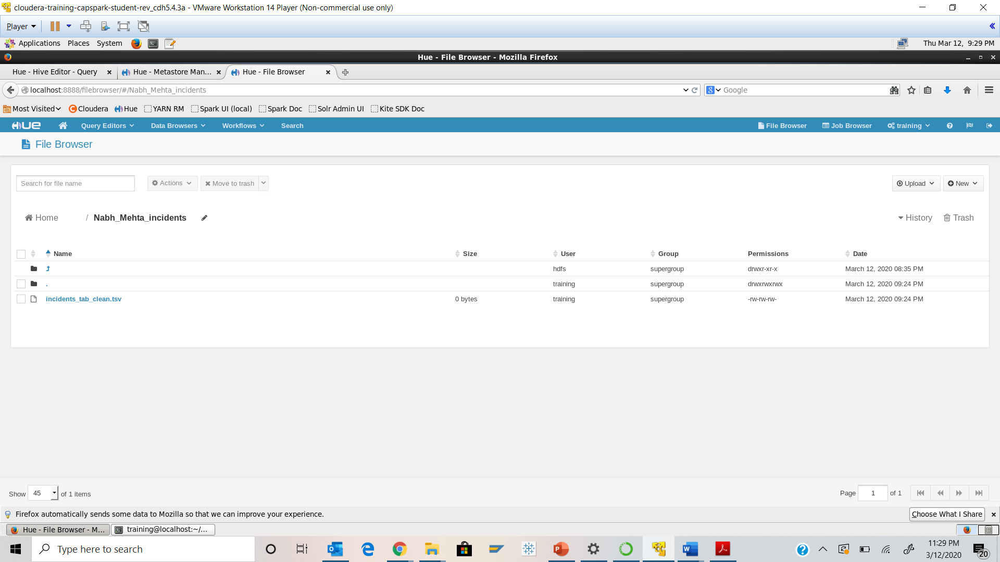 cloudera-training-capspark-student-rev_cdh5.4.3a - VMware Workstation 14 Player (Non-commercial use only)
Player
Applications Places System Thu Mar 12, 9:29 PM
Hue - File Browser - Mozilla Firefox
Hue - Hive Editor - Query Hue - Metastore Man... Hue - File Browser
localhost:8888/filebrowser/#/Nabh_Mehta_incidents Google
Most Visited Cloudera Hue YARN RM Spark UI (local) Spark Doc Solr Admin UI Kite SDK Doc
HUE Query Editors Data Browsers Workflows Search File Browser Job Browser training
File Browser
Search for file name Actions Move to trash Upload New
Home / Nabh_Mehta_incidents History Trash
Name Size User Group Permissions Date
hdfs supergroup drwxr-xr-x March 12, 2020 08:35 PM
. training supergroup drwxrwxrwx March 12, 2020 09:24 PM
incidents_tab_clean.tsv 0 bytes training supergroup -rw-rw-rw- March 12, 2020 09:24 PM
Show 45 of 1 items Page 1 of 1
Firefox automatically sends some data to Mozilla so that we can improve your experience. Choose What I Share
Hue - File Browser - M... training@localhost:~/...
Type here to search 11:29 PM
3/12/2020 20